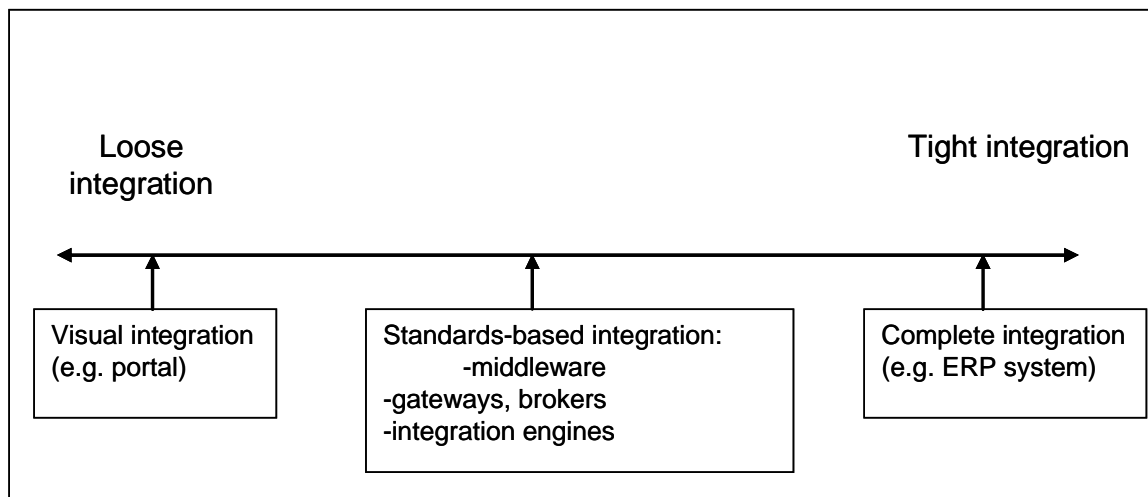 Loose
integration
Tight integration
Visual integration
(e.g. portal)
Standards-based integration:
-middleware
-gateways, brokers
-integration engines
Complete integration
(e.g. ERP system)